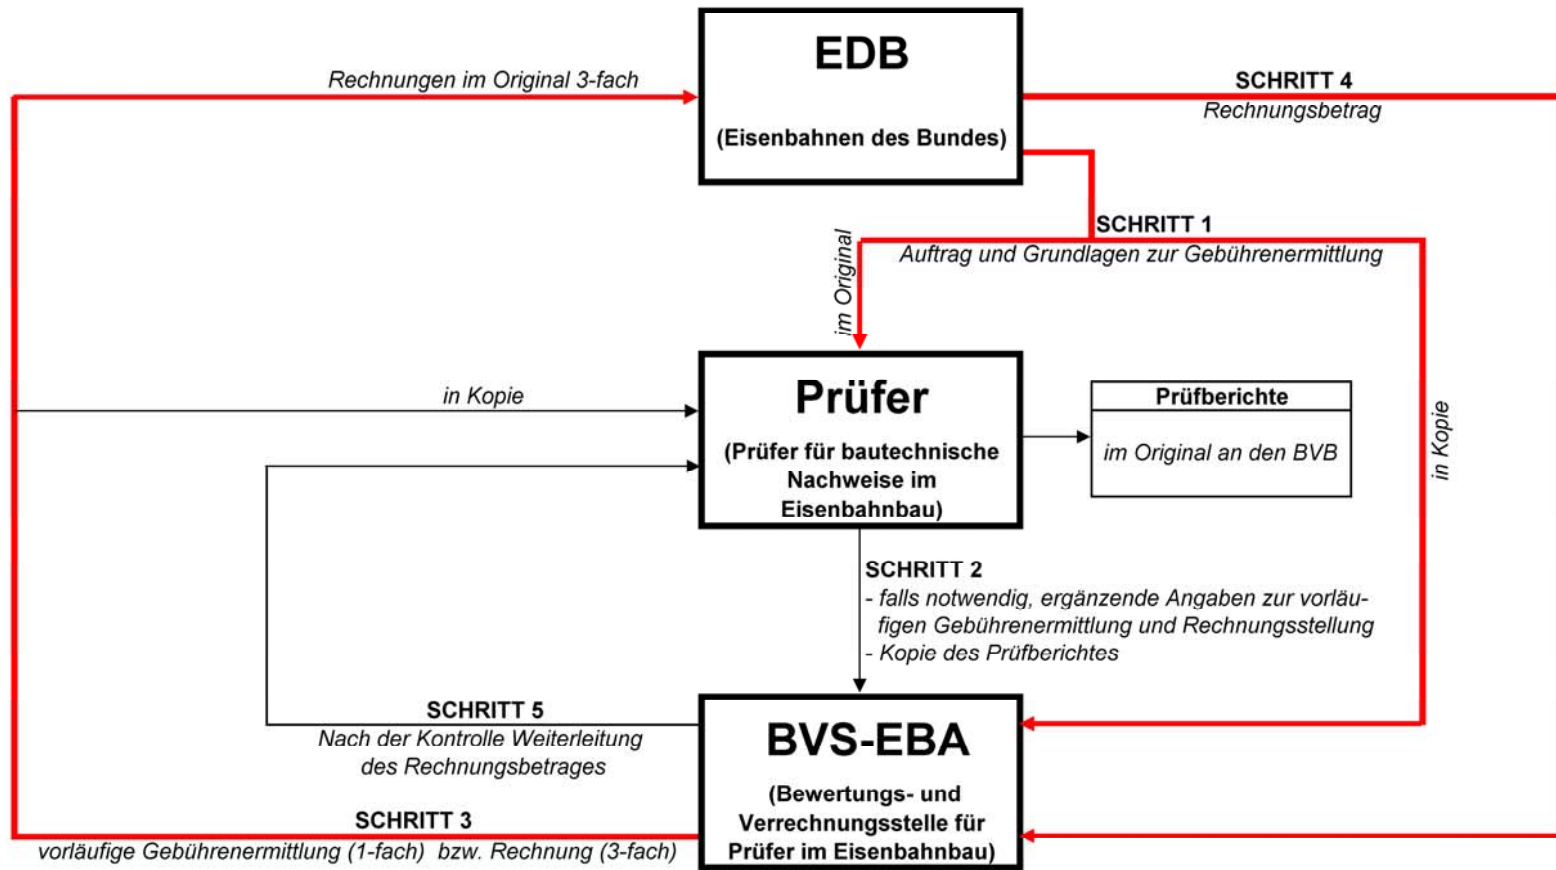 EDB
(Eisenbahnen des Bundes)
Rechnungen im Original 3-fach
SCHRITT 4
Rechnungsbetrag
SCHRITT 1
Auftrag und Grundlagen zur Gebührenermittlung
im Original
in Kopie
in Kopie
Prüfer
(Prüfer für bautechnische
Nachweise im
Eisenbahnbau)
Prüfberichte
im Original an den BVB
SCHRITT 2
- falls notwendig, ergänzende Angaben zur vorläu-
figen Gebührenermittlung und Rechnungsstellung
- Kopie des Prüfberichtes
SCHRITT 5
Nach der Kontrolle Weiterleitung
des Rechnungsbetrages
BVS-EBA
(Bewertungs- und
Verrechnungsstelle für
Prüfer im Eisenbahnbau)
SCHRITT 3
vorläufige Gebührenermittlung (1-fach) bzw. Rechnung (3-fach)